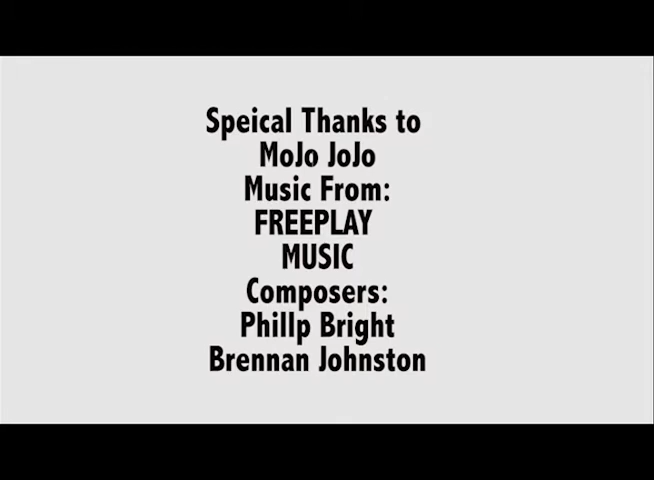 Speical Thanks to
MoJo JoJo
Music From:
FREEPLAY
MUSIC
Composers:
Phillp Bright
Brennan Johnston